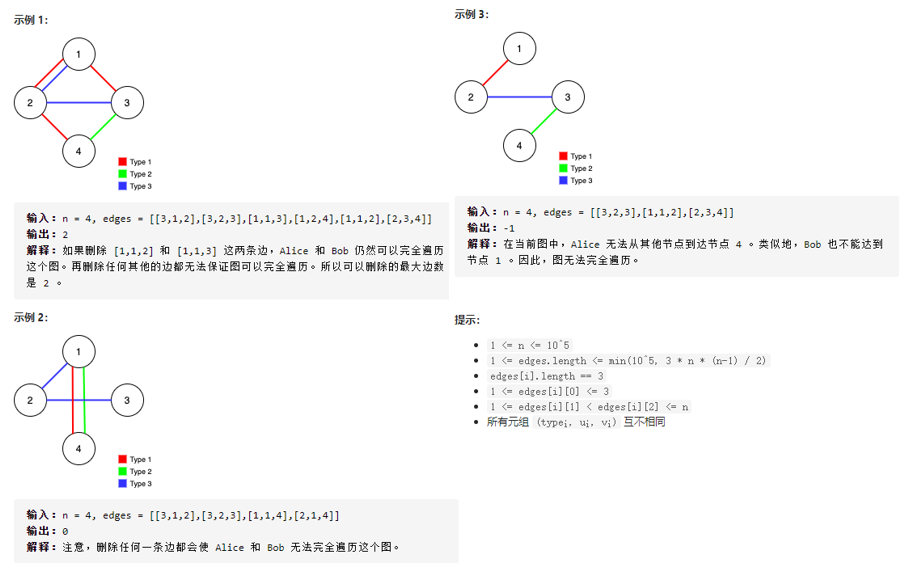 示例 1：
1
2
3
4
Type 1
Type 2
Type 3
输入：n = 4, edges = [[3,1,2],[3,2,3],[1,1,3],[1,2,4],[1,1,2],[2,3,4]]
输出：2
解释：如果删除 [1,1,2] 和 [1,1,3] 这两条边，Alice 和 Bob 仍然可以完全遍历
这个图。再删除任何其他的边都无法保证图可以完全遍历。所以可以删除的最大边数
是 2 。
示例 2：
1
2
3
4
Type 1
Type 2
Type 3
输入：n = 4, edges = [[3,1,2],[3,2,3],[1,1,4],[2,1,4]]
输出：0
解释：注意，删除任何一条边都会使 Alice 和 Bob 无法完全遍历这个图。
示例 3：
1
2
3
4
Type 1
Type 2
Type 3
输入：n = 4, edges = [[3,2,3],[1,1,2],[2,3,4]]
输出：-1
解释：在当前图中，Alice 无法从其他节点到达节点 4 。类似地，Bob 也不能达到
节点 1 。因此，图无法完全遍历。
提示：
1 <= n <= 10^5
1 <= edges.length <= min(10^5, 3 * n * (n-1) / 2)
edges[i].length == 3
1 <= edges[i][0] <= 3
1 <= edges[i][1] < edges[i][2] <= n
所有元组 (typei, ui, vi) 互不相同